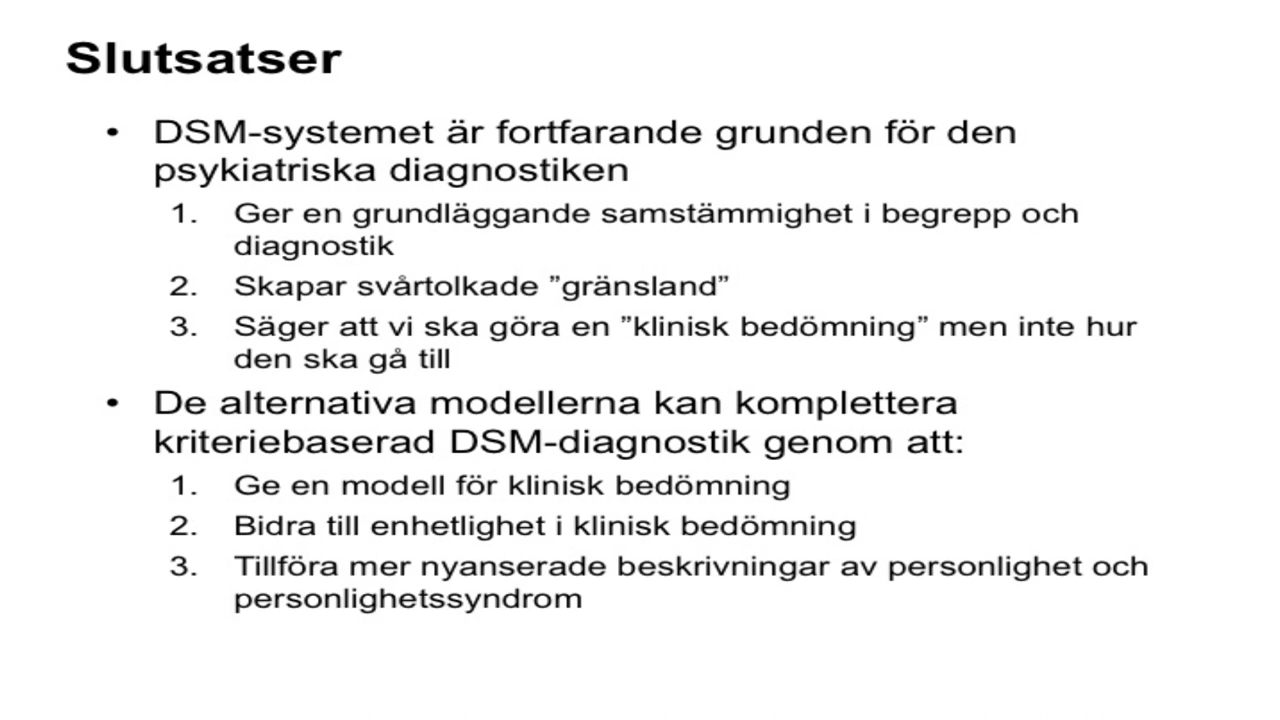 Slutsatser
• DSM-systemet är fortfarande grunden för den
psykiatriska diagnostiken
1. Ger en grundläggande samstämmighet i begrepp och
diagnostik
2. Skapar svårtolkade ”gränsland”
3. Säger att vi ska göra en ”klinisk bedömning” men inte hur
den ska gå till
• De alternativa modellerna kan komplettera
kriteriebaserad DSM-diagnostik genom att:
1. Ge en modell för klinisk bedömning
2. Bidra till enhetlighet i klinisk bedömning
3. Tillföra mer nyanserade beskrivningar av personlighet och
personlighetssyndrom